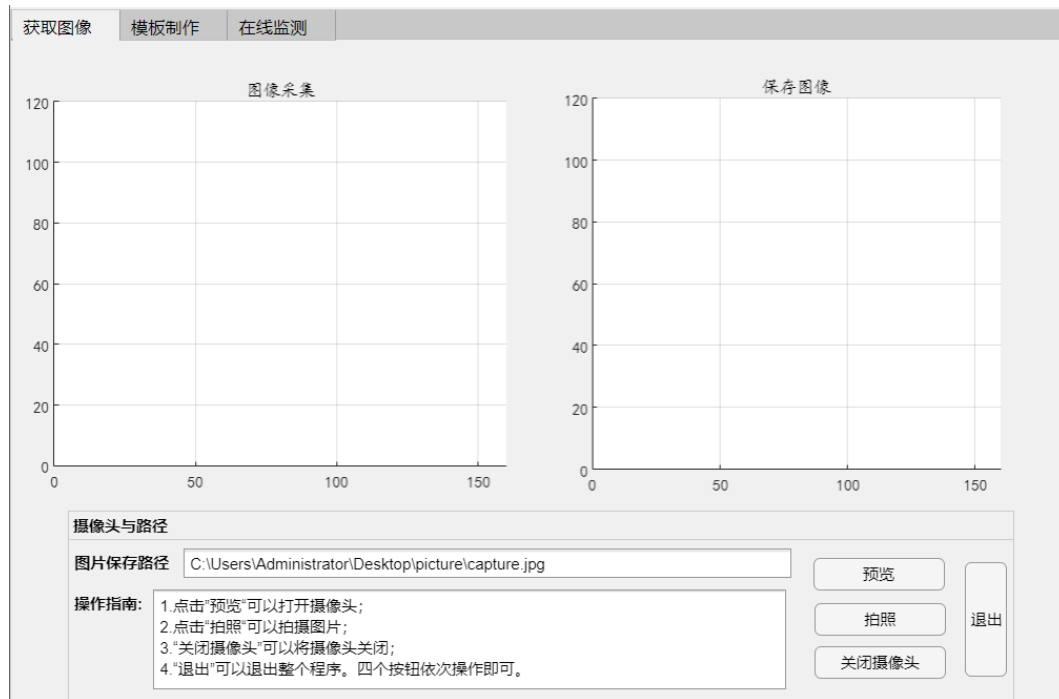 获取图像 模板制作 在线监测
图像采集
120
100
80
60
40
20
0
0 50 100 150
保存图像
120
100
80
60
40
20
0
0 50 100 150
摄像头与路径
图片保存路径 C:\Users\Administrator\Desktop\picture\capture.jpg
操作指南:
1.点击”预览“可以打开摄像头;
2.点击”拍照“可以拍摄图片;
3.“关闭摄像头”可以将摄像头关闭;
4.“退出”可以退出整个程序。四个按钮依次操作即可。
预览
拍照
关闭摄像头
退出